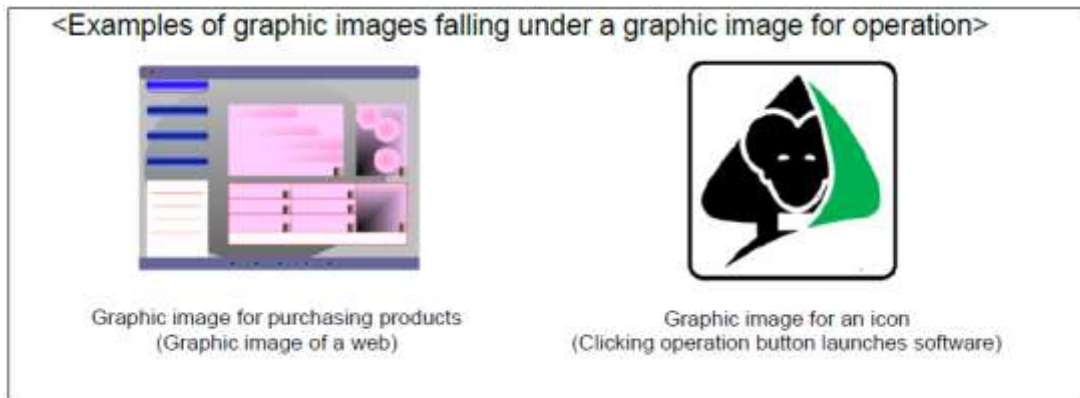 <Examples of graphic images falling under a graphic image for operation>
Graphic image for purchasing products
(Graphic image of a web)
Graphic image for an icon
(Clicking operation button launches software)